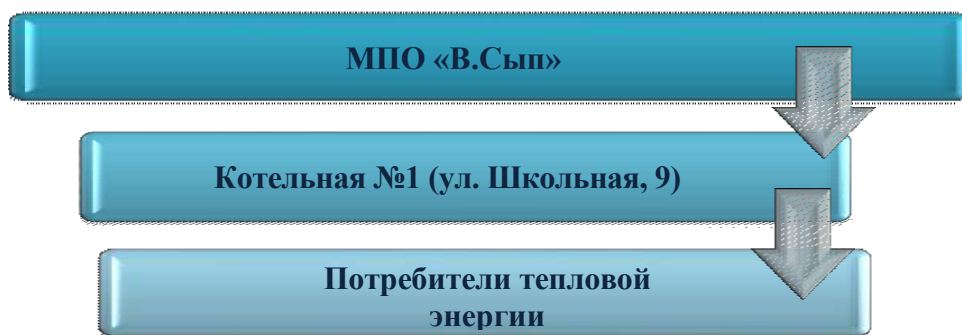 МПО «В.Сып»
Котельная №1 (ул. Школьная, 9)
Потребители тепловой
энергии